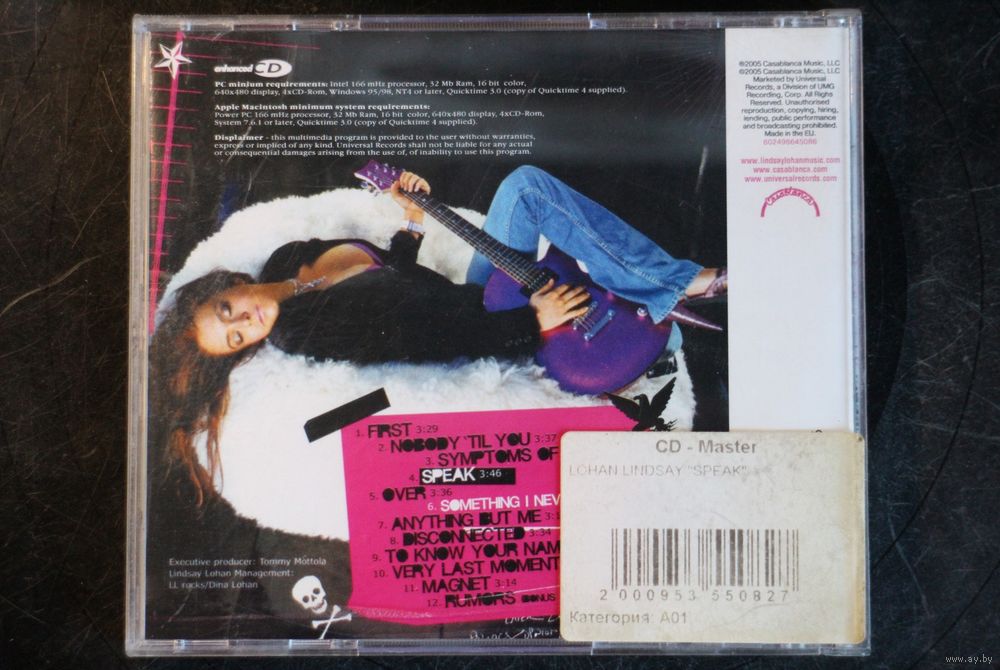 enhanced CD
PC minium requirements: Intel 166 mHz processor, 32 Mb Ram, 16 bit color,
640x480 display, 4xCD-Rom, Windows 95/98, NT4 or later, Quicktime 3.0 (copy of Quicktime 4 supplied).
Apple Macintosh minimum system requirements:
Power PC 166 mHz processor, 32 Mb Ram, 16 bit color, 640x480 display, 4xCD-Rom,
System 7.6.1 or later, Quicktime 3.0 (copy of Quicktime 4 supplied).
Displaimer - this multimedia program is provided to the user without warranties,
express or implied of any kind. Universal Records shall not be liable for any actual
or consequential damages arising from the use of, of inability to use this program.
℗2005 Casablanca Music, LLC
©2005 Casablanca Music, LLC
Marketed by Universal
Records, a Division of UMG
Recording, Corp. All Righs
Reserved. Unauthorised
reproduction, copying, hiring,
lending, public performance
and broadcasting prohibited.
Made in the EU.
602498645086
www.lindsaylohanmusic.com
www.casablanca.com
www.universalrecords.com
Casablanca
1. FIRST 3:29
2. NOBODY 'TIL YOU 3:37
3. SYMPTOMS OF
4. SPEAK 3:46
5. OVER 3:36
6. SOMETHING I NEV
7. ANYTHING BUT ME 3:1
8. DISCONNECTED 3:34
9. TO KNOW YOUR NAM
10. VERY LAST MOMENT
11. MAGNET 3:14
12. RUMORS (BONUS
Executive producer: Tommy Mottola
Lindsay Lohan Management:
LL rocks/Dina Lohan
CD - Master
LOHAN LINDSAY "SPEAK"
2 000953 550827
Категория: A01
www.ay.by